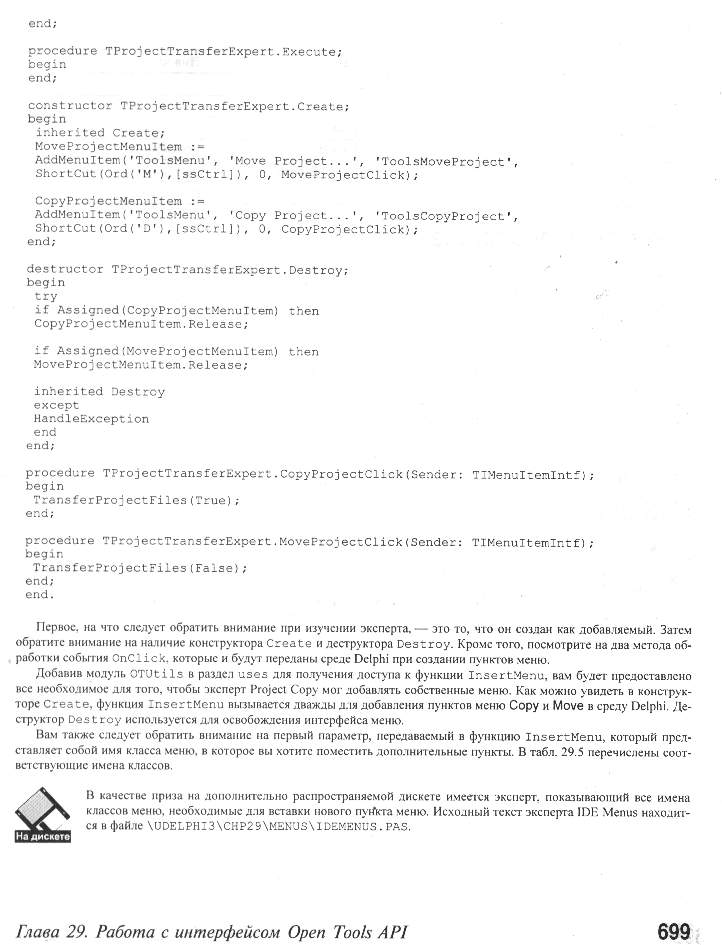 end;
procedure TProjectTransferExpert.Execute;
begin
end;
constructor TProjectTransferExpert.Create;
begin
inherited Create;
MoveProjectMenuItem :=
AddMenuItem('ToolsMenu', 'Move Project...', 'ToolsMoveProject',
ShortCut(Ord('M'),[ssCtrl]), 0, MoveProjectClick);
CopyProjectMenuItem :=
AddMenuItem('ToolsMenu', 'Copy Project...', 'ToolsCopyProject',
ShortCut(Ord('D'),[ssCtrl]), 0, CopyProjectClick);
end;
destructor TProjectTransferExpert.Destroy;
begin
try
if Assigned(CopyProjectMenuItem) then
CopyProjectMenuItem.Release;
if Assigned(MoveProjectMenuItem) then
MoveProjectMenuItem.Release;
inherited Destroy
except
HandleException
end
end;
procedure TProjectTransferExpert.CopyProjectClick(Sender: TIMenuItemIntf);
begin
TransferProjectFiles(True);
end;
procedure TProjectTransferExpert.MoveProjectClick(Sender: TIMenuItemIntf);
begin
TransferProjectFiles(False);
end;
end.
Первое, на что следует обратить внимание при изучении эксперта, — это то, что он создан как добавляемый. Затем
обратите внимание на наличие конструктора Create и деструктора Destroy. Кроме того, посмотрите на два метода об-
работки события OnClick, которые и будут переданы среде Delphi при создании пунктов меню.
Добавив модуль OTUtils в раздел uses для получения доступа к функции InsertMenu, вам будет предоставлено
все необходимое для того, чтобы эксперт Project Copy мог добавлять собственные меню. Как можно увидеть в конструк-
торе Create, функция InsertMenu вызывается дважды для добавления пунктов меню Copy и Move в среду Delphi. Де-
структор Destroy используется для освобождения интерфейса меню.
Вам также следует обратить внимание на первый параметр, передаваемый в функцию InsertMenu, который пред-
ставляет собой имя класса меню, в которое вы хотите поместить дополнительные пункты. В табл. 29.5 перечислены соот-
ветствующие имена классов.
В качестве приза на дополнительно распространяемой дискете имеется эксперт, показывающий все имена
классов меню, необходимые для вставки нового пункта меню. Исходный текст эксперта IDE Menus находит-
ся в файле \UDELPHI3\CHP29\MENUS\IDEMENUS.PAS.
На дискете
Глава 29. Работа с интерфейсом Open Tools API
699